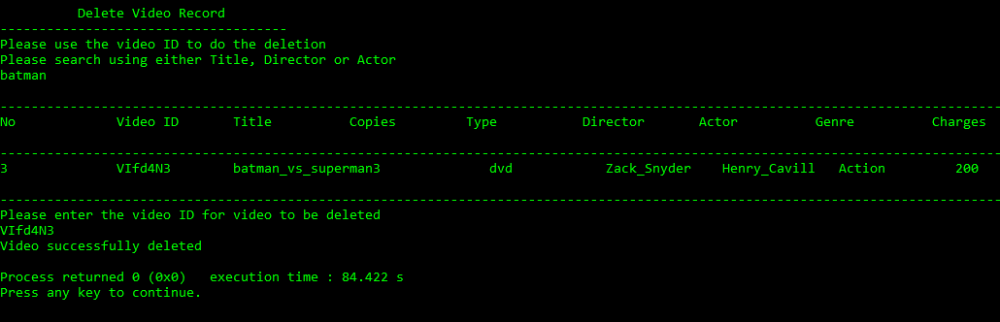 Delete Video Record
-------------------------------------
Please use the video ID to do the deletion
Please search using either Title, Director or Actor
batman
---------------------------------------------------------------------------------------------------------------------------------
No Video ID Title Copies Type Director Actor Genre Charges
---------------------------------------------------------------------------------------------------------------------------------
3 VIfd4N3 batman_vs_superman3 dvd Zack_Snyder Henry_Cavill Action 200
---------------------------------------------------------------------------------------------------------------------------------
Please enter the video ID for video to be deleted
VIfd4N3
Video successfully deleted
Process returned 0 (0x0) execution time : 84.422 s
Press any key to continue.